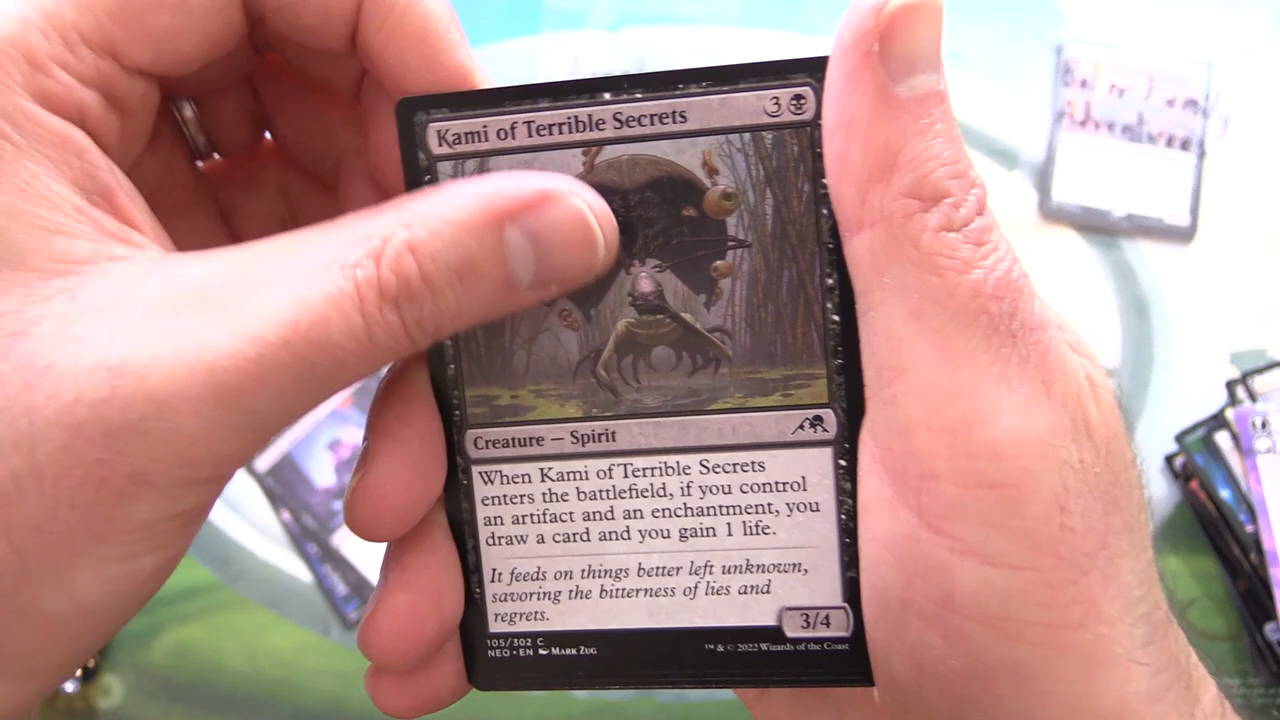 Kami of Terrible Secrets 3
Creature — Spirit
When Kami of Terrible Secrets
enters the battlefield, if you control
an artifact and an enchantment, you
draw a card and you gain 1 life.
It feeds on things better left unknown,
savoring the bitterness of lies and
regrets.
3/4
105/302 C
NEO • EN Mark Zug
™ & © 2022 Wizards of the Coast